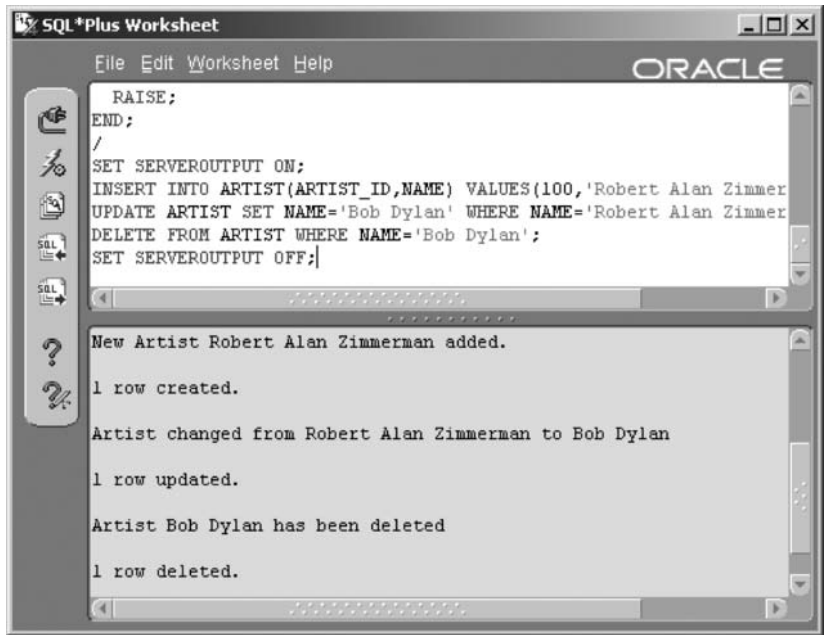 SQL*Plus Worksheet
File Edit Worksheet Help
ORACLE
RAISE;
END;
/
SET SERVEROUTPUT ON;
INSERT INTO ARTIST(ARTIST_ID,NAME) VALUES(100,'Robert Alan Zimmer
UPDATE ARTIST SET NAME='Bob Dylan' WHERE NAME='Robert Alan Zimmer
DELETE FROM ARTIST WHERE NAME='Bob Dylan';
SET SERVEROUTPUT OFF;
SQL
SQL
New Artist Robert Alan Zimmerman added.
1 row created.
Artist changed from Robert Alan Zimmerman to Bob Dylan
1 row updated.
Artist Bob Dylan has been deleted
1 row deleted.